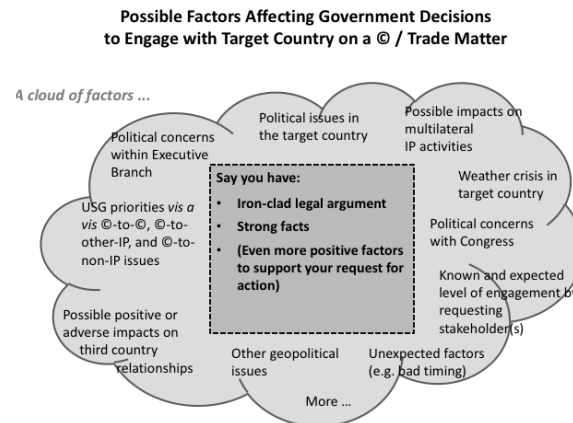 Possible Factors Affecting Government Decisions
to Engage with Target Country on a © / Trade Matter
A cloud of factors ...
Political concerns
within Executive
Branch
Political issues in
the target country
Possible impacts on
multilateral
IP activities
Weather crisis in
target country
USG priorities vis a
vis ©-to-©, ©-to-
other-IP, and ©-to-
non-IP issues
Say you have:
• Iron-clad legal argument
• Strong facts
• (Even more positive factors
to support your request for
action)
Political concerns
with Congress
Known and expected
level of engagement by
requesting
stakeholder(s)
Possible positive or
adverse impacts on
third country
relationships
Other geopolitical
issues
Unexpected factors
(e.g. bad timing)
More ...